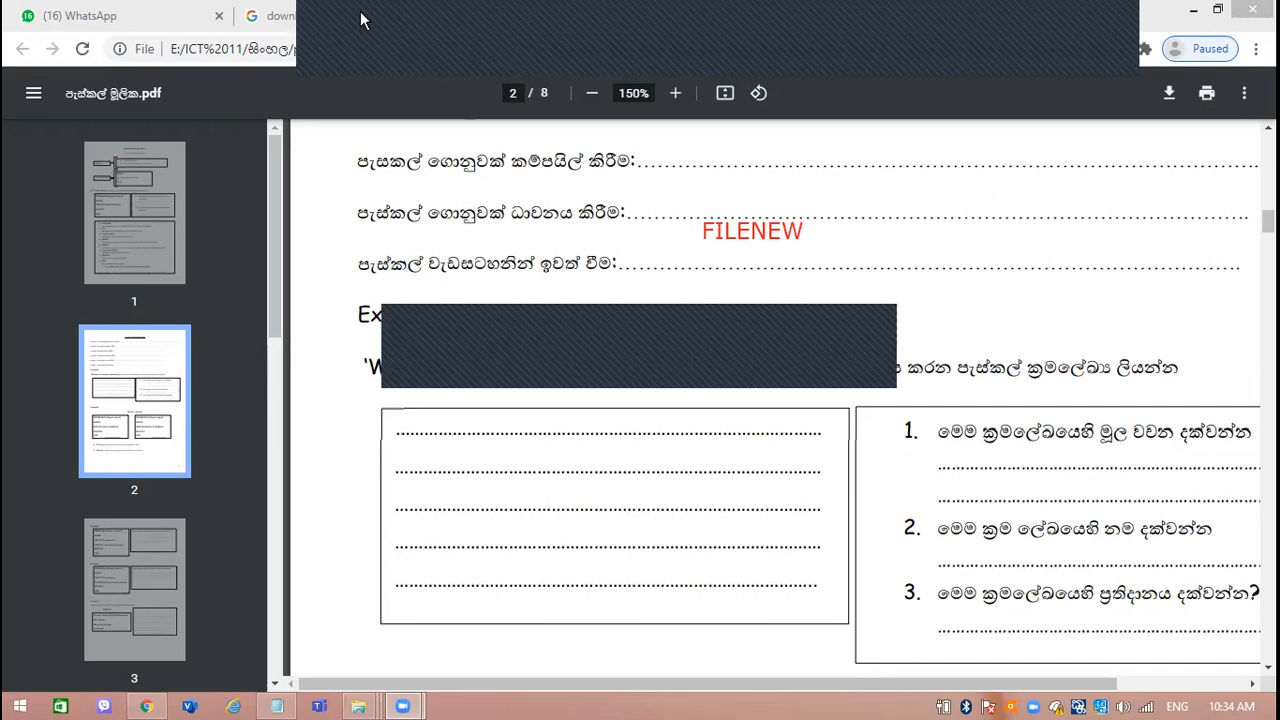 (16) WhatsApp
downl
File
E:/ICT%2011/සිංහල/
Paused
පැස්කල් මූලික.pdf
2 / 8
150%
පැසකල් ගොනුවක් කම්පයිල් කිරීම:
පැස්කල් ගොනුවක් ධාවනය කිරීම:
FILENEW
පැස්කල් වැඩසටහනින් ඉවත් වීම:
Ex
'W
කරන පැස්කල් ක්‍රමලේඛ්‍ය ලියන්න
1. මෙම ක්‍රමලේඛයෙහි මූල වචන දක්වන්න
2. මෙම ක්‍රම ලේඛයෙහි නම දක්වන්න
3. මෙම ක්‍රමලේඛයෙහි ප්‍රතිදානය දක්වන්න?
1
2
3
ENG
10:34 AM